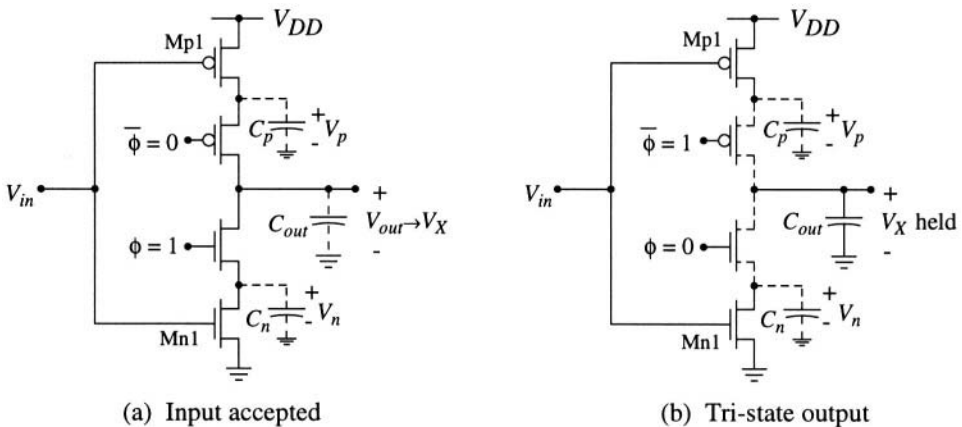 V_DD
Mp1
C_p
+
V_p
-
φ̅ = 0
V_in
+
C_out
V_out→V_X
-
φ = 1
C_n
+
V_n
-
Mn1
(a) Input accepted
V_DD
Mp1
C_p
+
V_p
-
φ̅ = 1
V_in
+
C_out
V_X held
-
φ = 0
C_n
+
V_n
-
Mn1
(b) Tri-state output